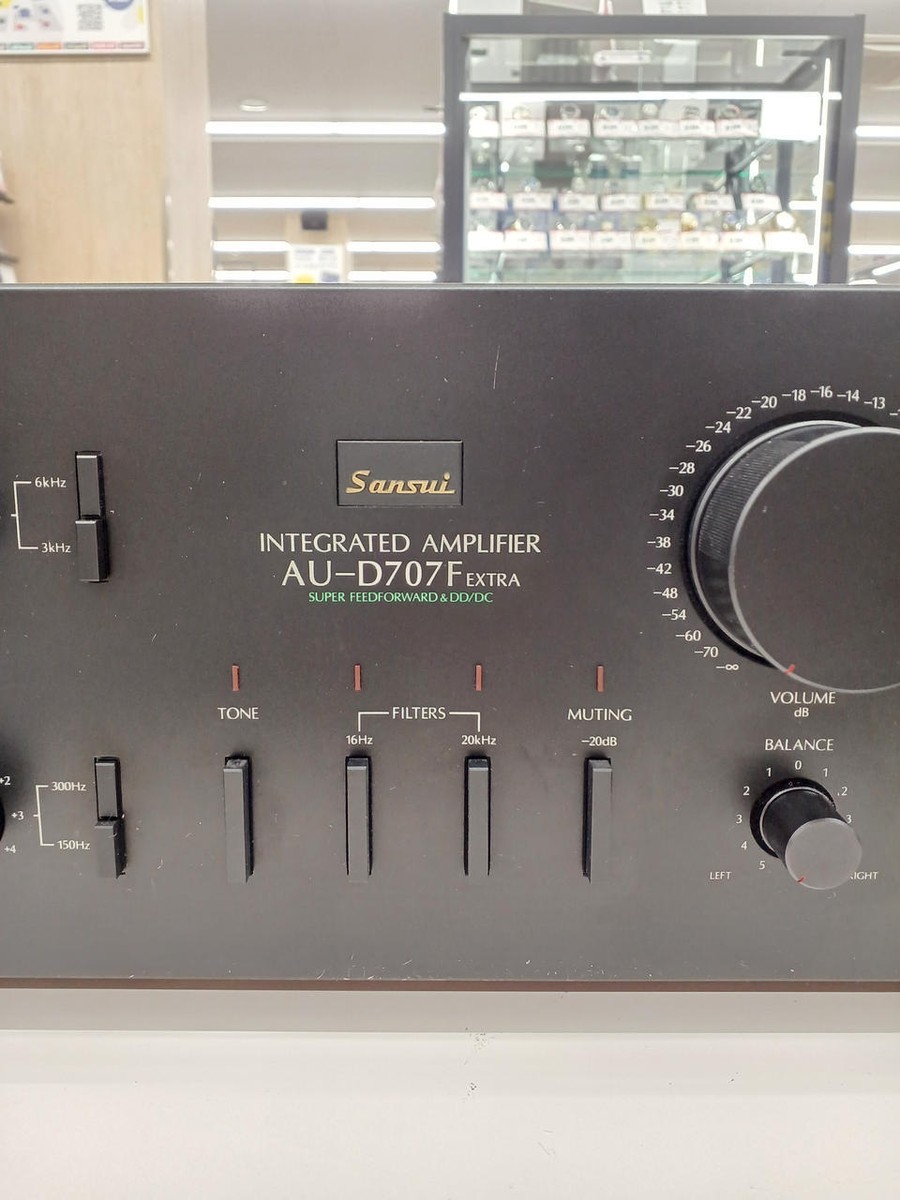 -20 -18 -16 -14 -13
-22
-24
-26
-28
-30
-34
-38
-42
-48
-54
-60
-70
-∞
6kHz
3kHz
Sansui
INTEGRATED AMPLIFIER
AU-D707F EXTRA
SUPER FEEDFORWARD & DD/DC
VOLUME
dB
TONE
FILTERS
MUTING
16Hz
20kHz
-20dB
BALANCE
0
1 1
2 2
3 3
4
5
LEFT
RIGHT
+2
+3
+4
300Hz
150Hz